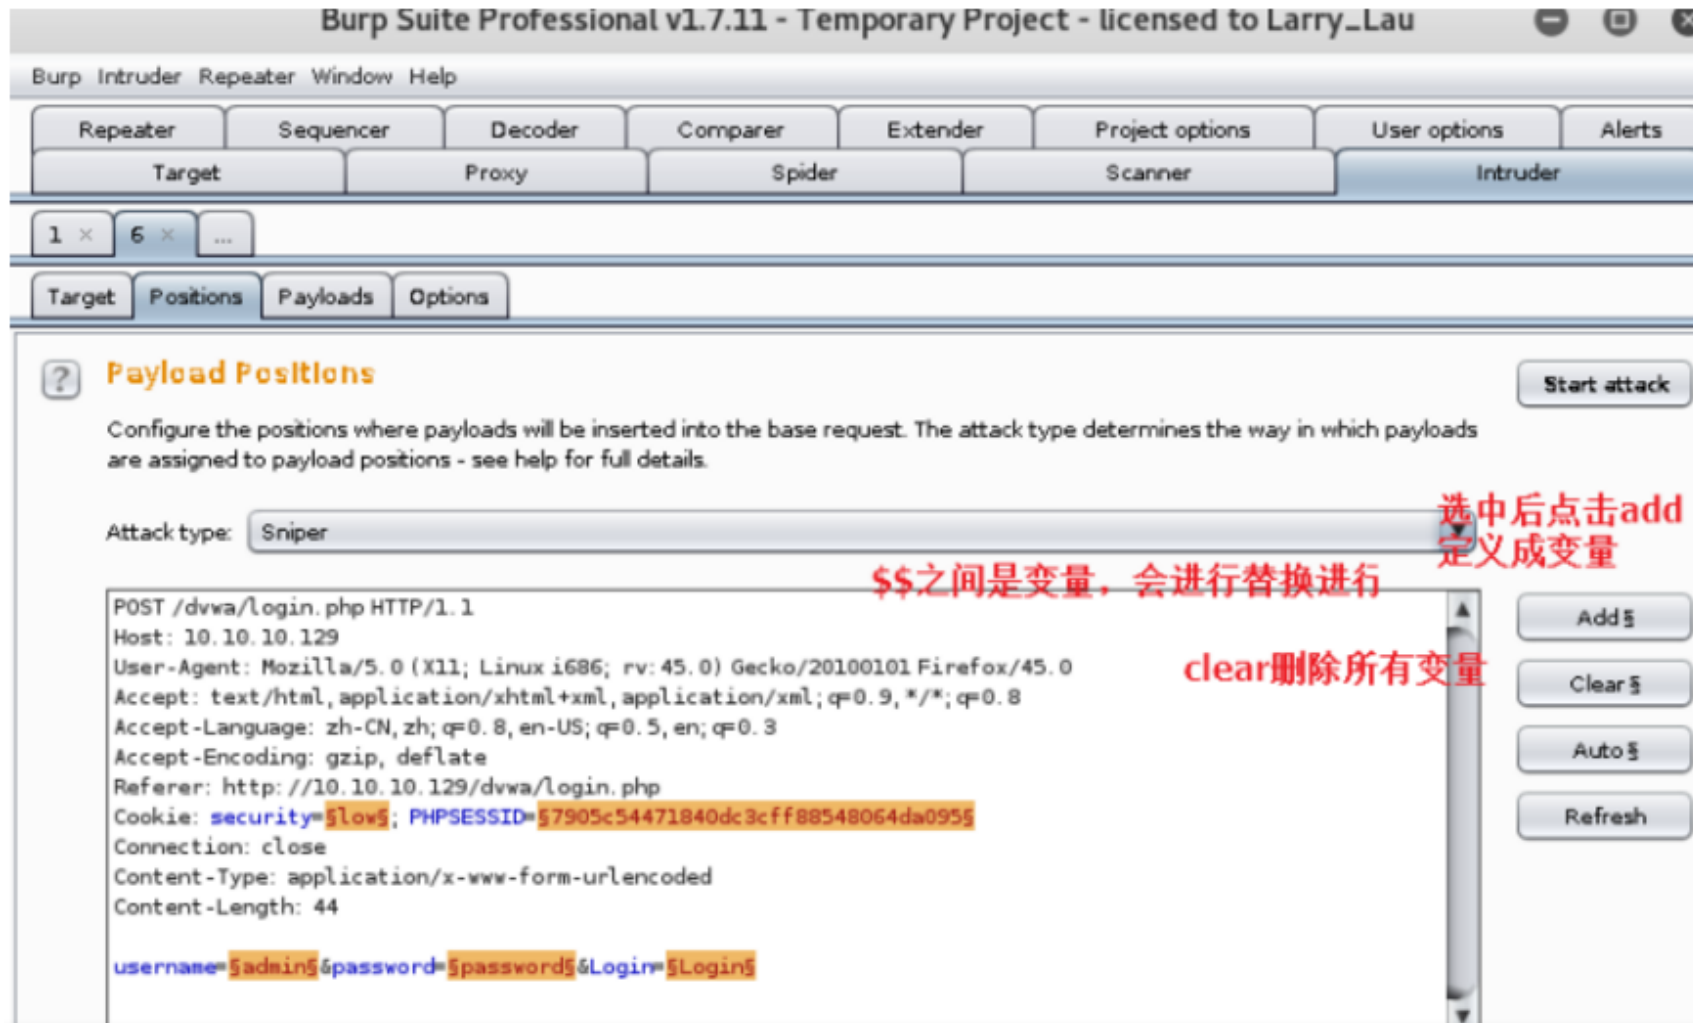 Burp Suite Professional v1.7.11 - Temporary Project - licensed to Larry_Lau
Burp Intruder Repeater Window Help
Repeater Sequencer Decoder Comparer Extender Project options User options Alerts
Target Proxy Spider Scanner Intruder
1 × 6 × ...
Target Positions Payloads Options
? Payload Positions
Start attack
Configure the positions where payloads will be inserted into the base request. The attack type determines the way in which payloads
are assigned to payload positions - see help for full details.
选中后点击add
定义成变量
Attack type: Sniper
$$之间是变量，会进行替换进行
POST /dvwa/login.php HTTP/1.1
Add §
Host: 10.10.10.129
User-Agent: Mozilla/5.0 (X11; Linux i686; rv:45.0) Gecko/20100101 Firefox/45.0
clear删除所有变量
Accept: text/html,application/xhtml+xml,application/xml;q=0.9,*/*;q=0.8
Clear §
Accept-Language: zh-CN,zh;q=0.8,en-US;q=0.5,en;q=0.3
Accept-Encoding: gzip, deflate
Auto §
Referer: http://10.10.10.129/dvwa/login.php
Cookie: security=§low§; PHPSESSID=§7905c54471840dc3cff88548064da095§
Refresh
Connection: close
Content-Type: application/x-www-form-urlencoded
Content-Length: 44
username=§admin§&password=§password§&Login=§Login§